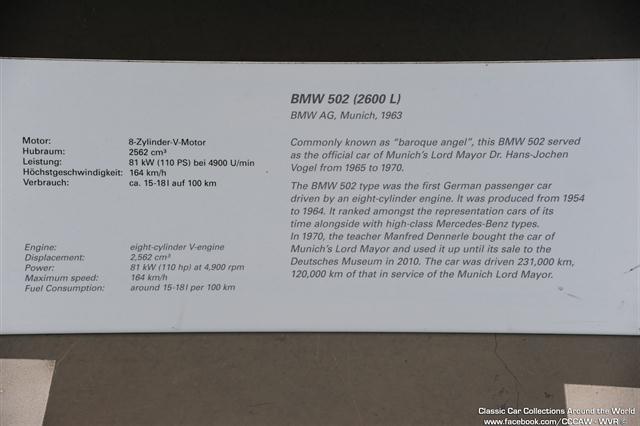 BMW 502 (2600 L)
BMW AG, Munich, 1963
Motor: 8-Zylinder-V-Motor
Hubraum: 2562 cm³
Leistung: 81 kW (110 PS) bei 4900 U/min
Höchstgeschwindigkeit: 164 km/h
Verbrauch: ca. 15-18 l auf 100 km
Engine: eight-cylinder V-engine
Displacement: 2,562 cm³
Power: 81 kW (110 hp) at 4,900 rpm
Maximum speed: 164 km/h
Fuel Consumption: around 15-18 l per 100 km
Commonly known as “baroque angel”, this BMW 502 served
as the official car of Munich's Lord Mayor Dr. Hans-Jochen
Vogel from 1965 to 1970.
The BMW 502 type was the first German passenger car
driven by an eight-cylinder engine. It was produced from 1954
to 1964. It ranked amongst the representation cars of its
time alongside with high-class Mercedes-Benz types.
In 1970, the teacher Manfred Dennerle bought the car of
Munich's Lord Mayor and used it up until its sale to the
Deutsches Museum in 2010. The car was driven 231,000 km,
120,000 km of that in service of the Munich Lord Mayor.
Classic Car Collections Around the World
www.facebook.com/CCCAW - WVR ©